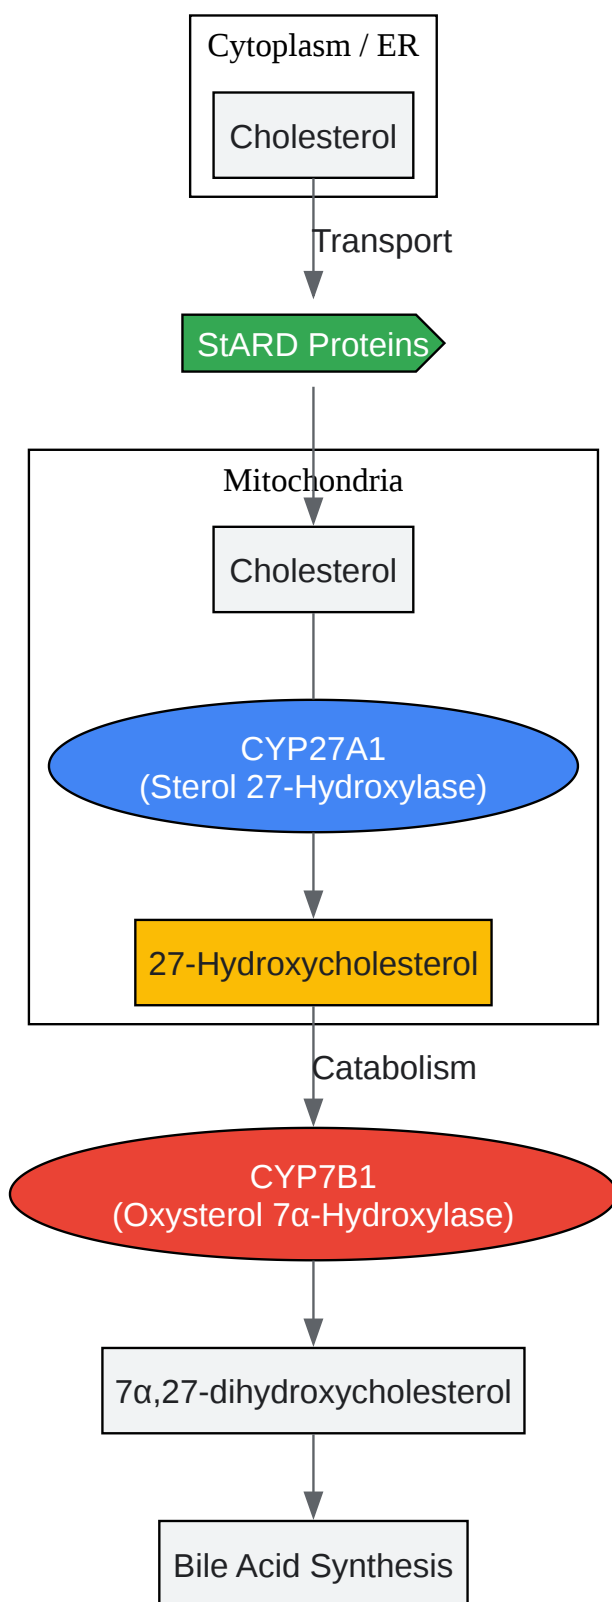 Cytoplasm / ER
Cholesterol
Transport
StARD Proteins
Mitochondria
Cholesterol
CYP27A1
(Sterol 27-Hydroxylase)
27-Hydroxycholesterol
Catabolism
CYP7B1
(Oxysterol 7α-Hydroxylase)
7α,27-dihydroxycholesterol
Bile Acid Synthesis